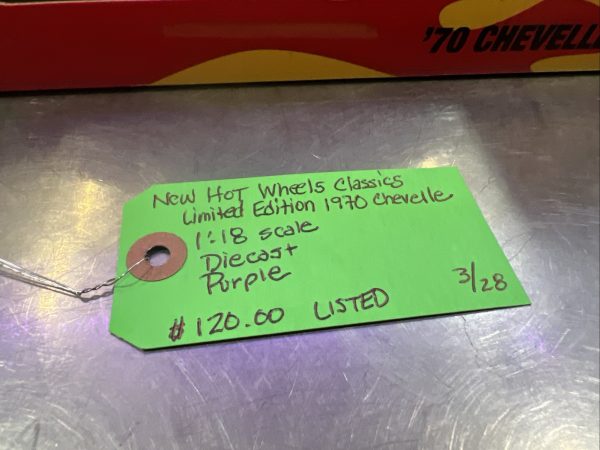 '70 CHEVELLE
New Hot Wheels Classics
Limited Edition 1970 Chevelle
1:18 scale
Diecast
Purple
$120.00 LISTED 3/28